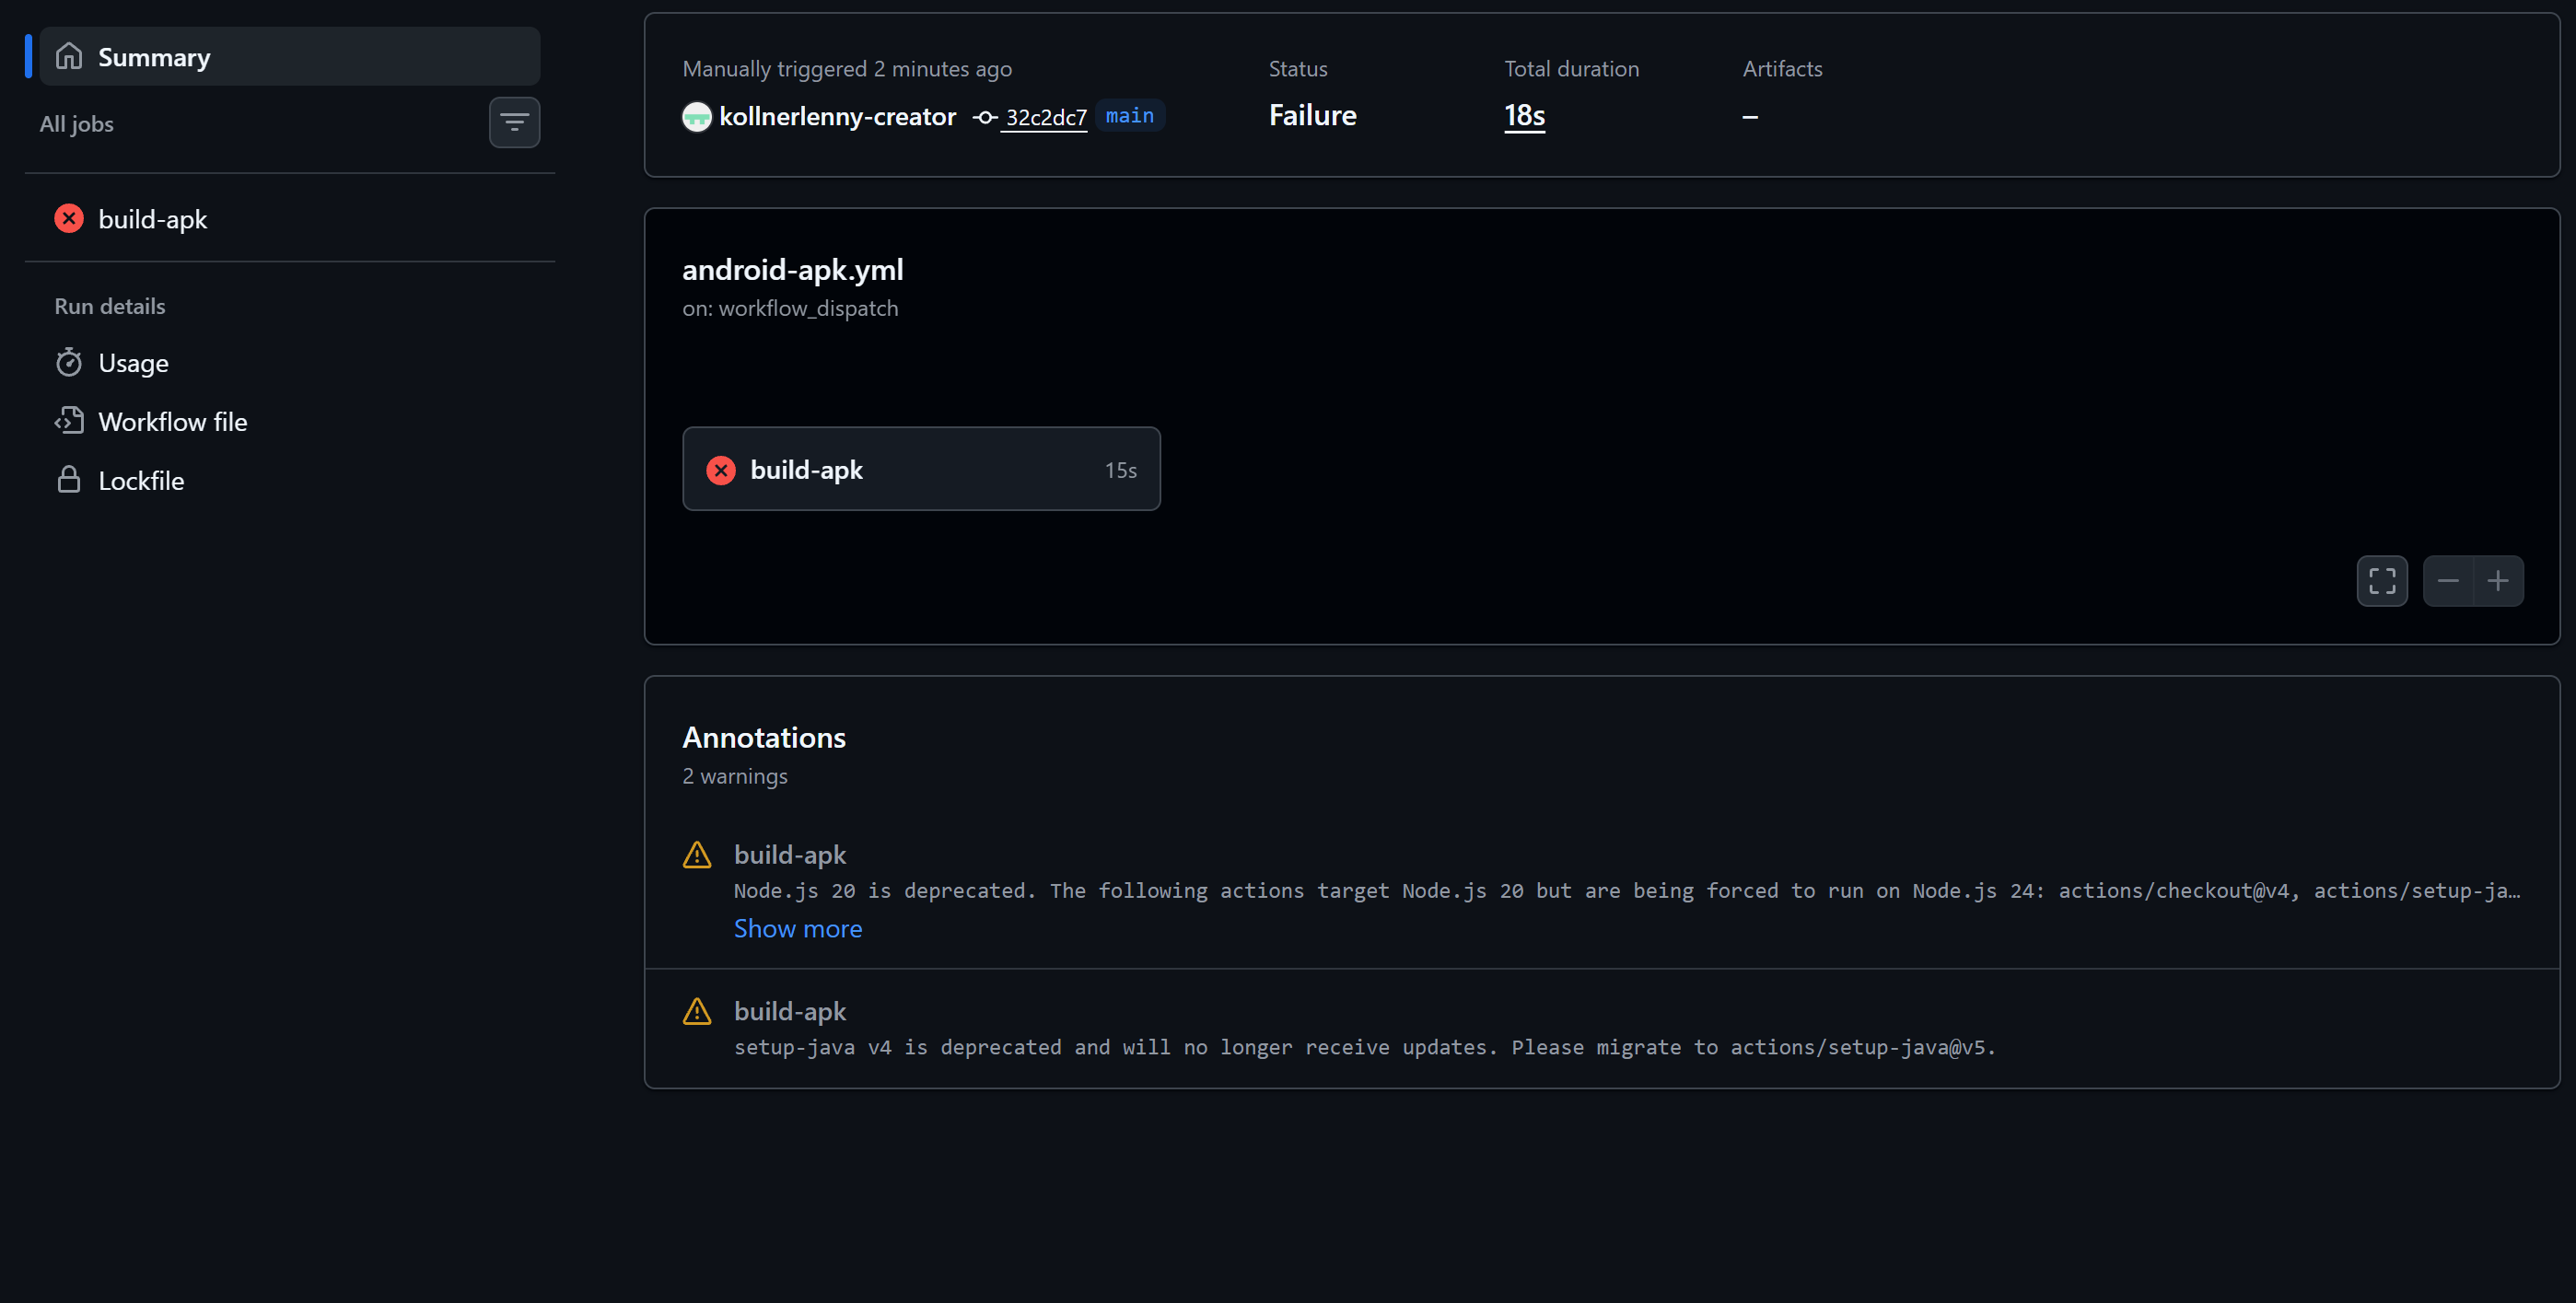 Summary
All jobs
build-apk
Run details
Usage
Workflow file
Lockfile
Manually triggered 2 minutes ago
kollnerlenny-creator 32c2dc7 main
Status
Failure
Total duration
18s
Artifacts
–
android-apk.yml
on: workflow_dispatch
build-apk 15s
Annotations
2 warnings
build-apk
Node.js 20 is deprecated. The following actions target Node.js 20 but are being forced to run on Node.js 24: actions/checkout@v4, actions/setup-ja…
Show more
build-apk
setup-java v4 is deprecated and will no longer receive updates. Please migrate to actions/setup-java@v5.